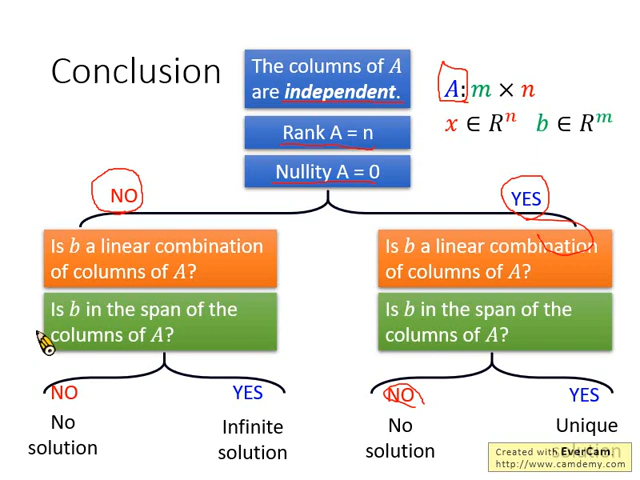 Conclusion
The columns of A
are independent.
Rank A = n
Nullity A = 0
A: m × n
x ∈ Rⁿ b ∈ Rᵐ
NO
YES
Is b a linear combination
of columns of A?
Is b in the span of the
columns of A?
Is b a linear combination
of columns of A?
Is b in the span of the
columns of A?
NO
YES
NO
YES
No
solution
Infinite
solution
No
solution
Unique
solution
Created with EverCam.
http://www.camdemy.com